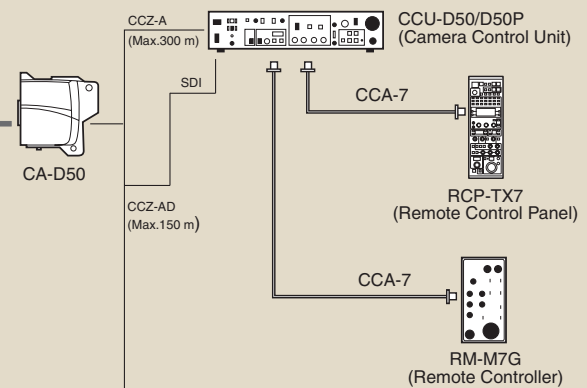 CCZ-A
(Max.300 m)
CCU-D50/D50P
(Camera Control Unit)
SDI
CCA-7
CA-D50
RCP-TX7
(Remote Control Panel)
CCZ-AD
(Max.150 m)
CCA-7
RM-M7G
(Remote Controller)